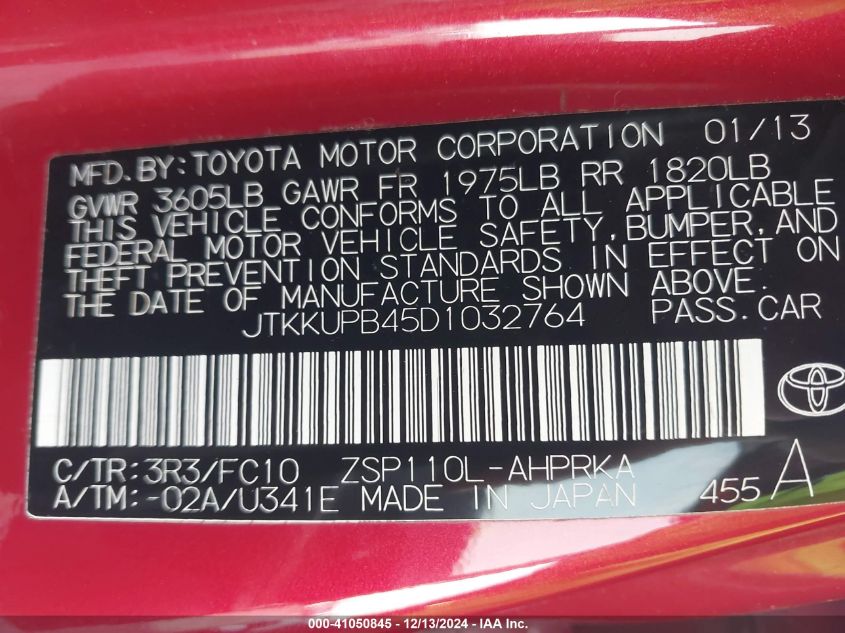 MFD. BY: TOYOTA MOTOR CORPORATION 01/13
GVWR 3605LB GAWR FR 1975LB RR 1820LB
THIS VEHICLE CONFORMS TO ALL APPLICABLE
FEDERAL MOTOR VEHICLE SAFETY, BUMPER, AND
THEFT PREVENTION STANDARDS IN EFFECT ON
THE DATE OF MANUFACTURE SHOWN ABOVE.
JTKKUPB45D1032764 PASS. CAR
C/TR: 3R3/FC10 ZSP110L-AHPRKA
A/TM: -02A/U341E MADE IN JAPAN 455 A
000-41050845 - 12/13/2024 - IAA Inc.